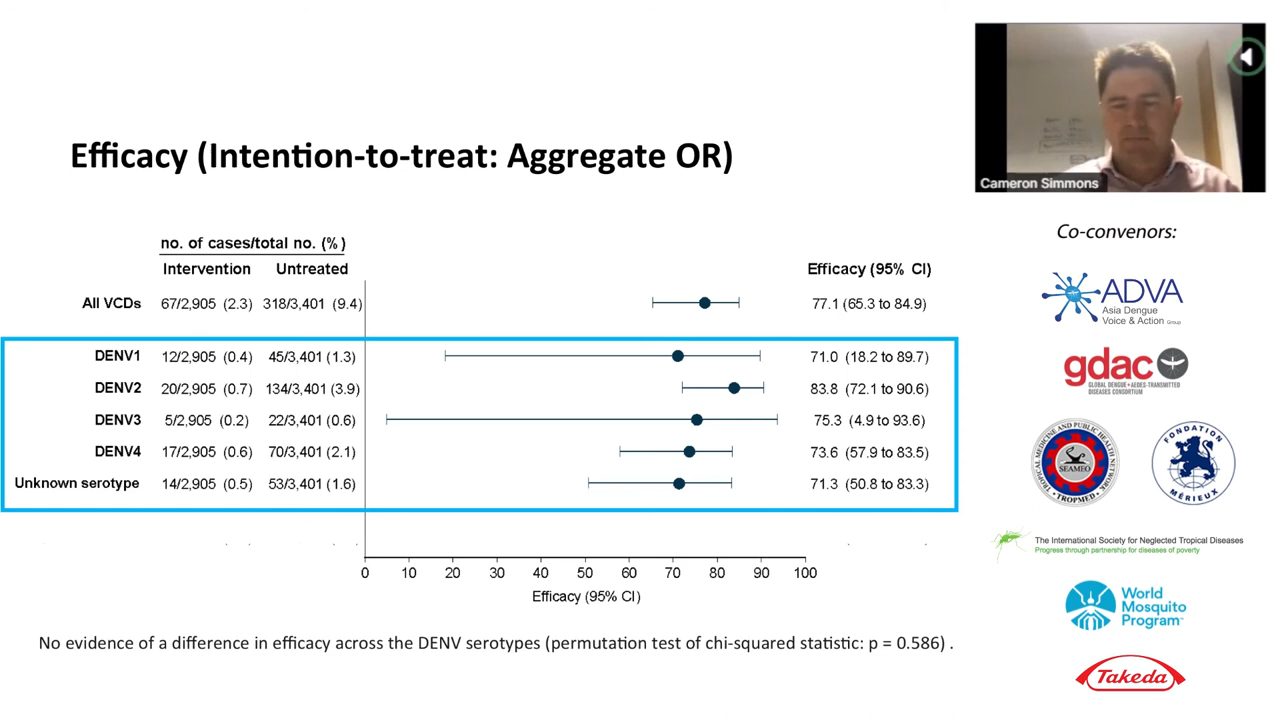 Efficacy (Intention-to-treat: Aggregate OR)
Cameron Simmons
no. of cases/total no. (%)
Intervention Untreated Efficacy (95% CI)
All VCDs 67/2,905 (2.3) 318/3,401 (9.4) 77.1 (65.3 to 84.9)
DENV1 12/2,905 (0.4) 45/3,401 (1.3) 71.0 (18.2 to 89.7)
DENV2 20/2,905 (0.7) 134/3,401 (3.9) 83.8 (72.1 to 90.6)
DENV3 5/2,905 (0.2) 22/3,401 (0.6) 75.3 (4.9 to 93.6)
DENV4 17/2,905 (0.6) 70/3,401 (2.1) 73.6 (57.9 to 83.5)
Unknown serotype 14/2,905 (0.5) 53/3,401 (1.6) 71.3 (50.8 to 83.3)
0 10 20 30 40 50 60 70 80 90 100
Efficacy (95% CI)
No evidence of a difference in efficacy across the DENV serotypes (permutation test of chi-squared statistic: p = 0.586) .
Co-convenors:
ADVA
Asia Dengue
Voice & Action Group
gdac
GLOBAL DENGUE + AEDES-TRANSMITTED
DISEASES CONSORTIUM
TROPICAL MEDICINE AND PUBLIC HEALTH NETWORK
SEAMEO
• TROPMED •
FONDATION
MÉRIEUX
The International Society for Neglected Tropical Diseases
Progress through partnership for diseases of poverty
World
Mosquito
Program™
Takeda